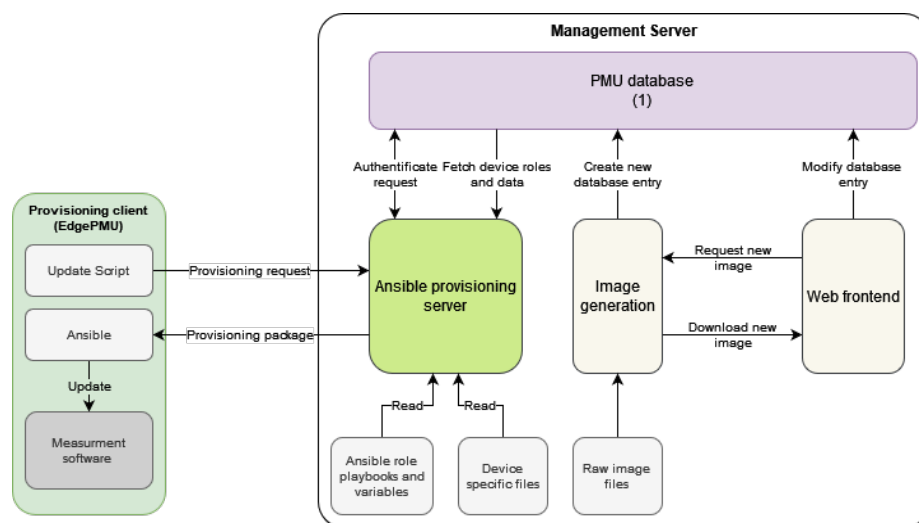 Management Server
PMU database
(1)
Authentificate
request
Fetch device roles
and data
Create new
database entry
Modify database
entry
Provisioning client
(EdgePMU)
Update Script
Provisioning request
Ansible provisioning
server
Image
generation
Request new
image
Web frontend
Ansible
Provisioning package
Download new
image
Update
Measurment
software
Read
Read
Ansible role
playbooks and
variables
Device
specific files
Raw image
files